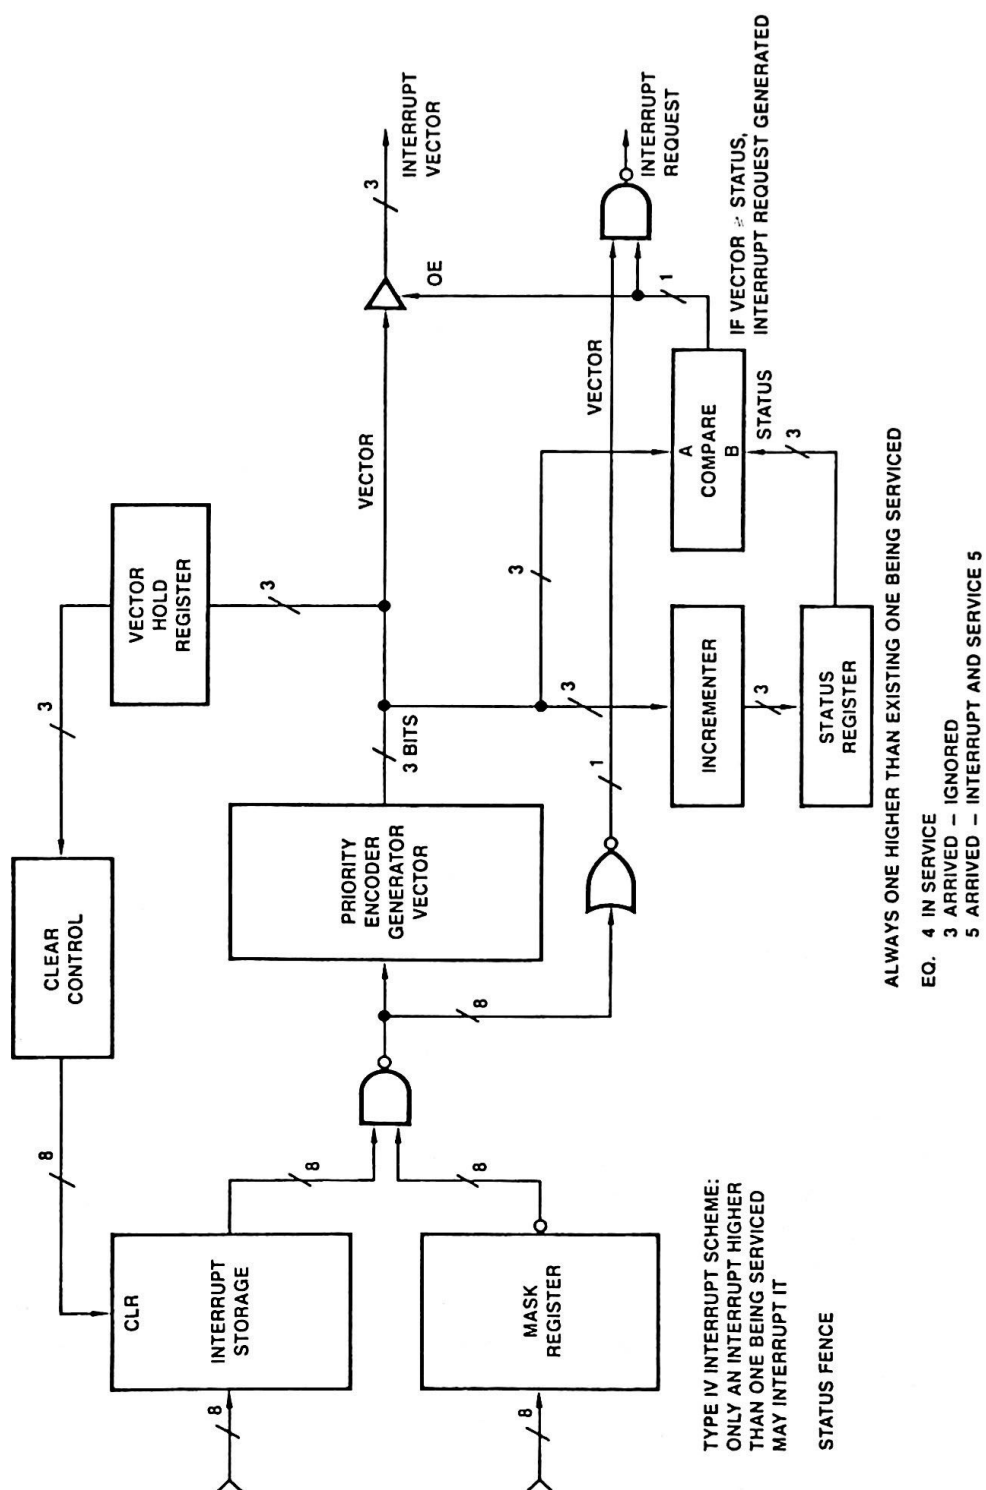 8
INTERRUPT
STORAGE
CLR
8
CLEAR
CONTROL
3
VECTOR
HOLD
REGISTER
3
8
MASK
REGISTER
8
8
8
PRIORITY
ENCODER
GENERATOR
VECTOR
3 BITS
VECTOR
OE
3
INTERRUPT
VECTOR
1
VECTOR
INTERRUPT
REQUEST
3
3
INCREMENTER
3
STATUS
REGISTER
3
STATUS
A
COMPARE
B
1
IF VECTOR ≥ STATUS,
INTERRUPT REQUEST GENERATED
ALWAYS ONE HIGHER THAN EXISTING ONE BEING SERVICED
EQ. 4 IN SERVICE
3 ARRIVED – IGNORED
5 ARRIVED – INTERRUPT AND SERVICE 5
TYPE IV INTERRUPT SCHEME:
ONLY AN INTERRUPT HIGHER
THAN ONE BEING SERVICED
MAY INTERRUPT IT
STATUS FENCE